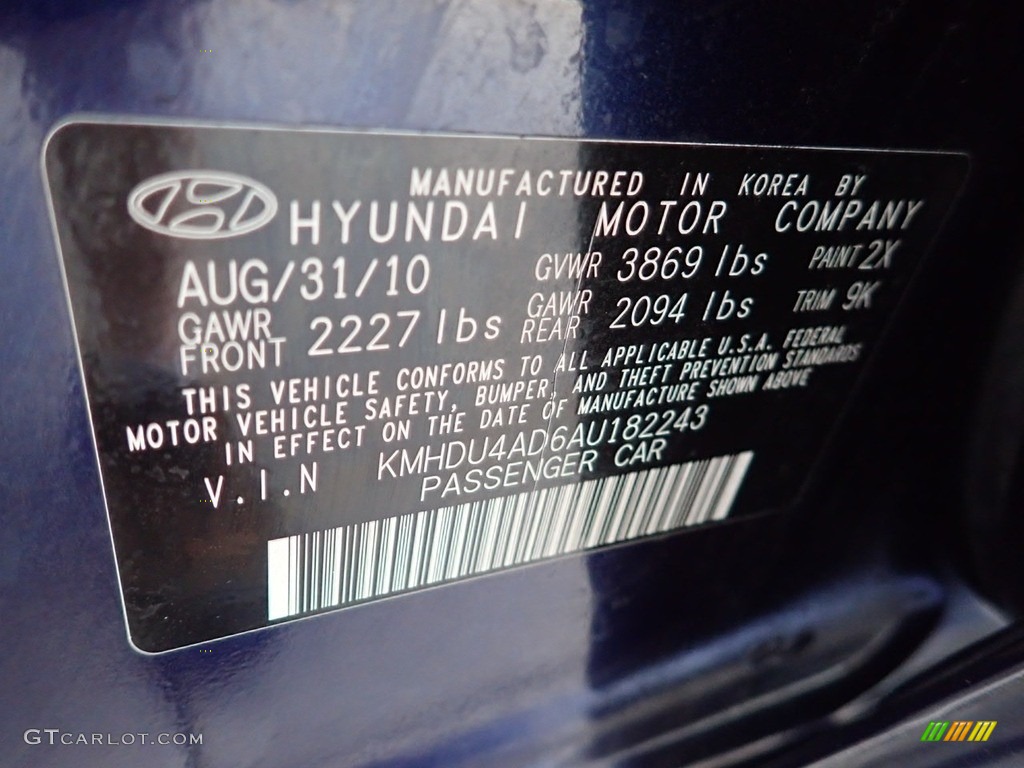 MANUFACTURED IN KOREA BY
HYUNDAI MOTOR COMPANY
AUG/31/10 GVWR 3869 lbs PAINT 2X
GAWR FRONT 2227 lbs GAWR REAR 2094 lbs TRIM 9K
THIS VEHICLE CONFORMS TO ALL APPLICABLE U.S.A. FEDERAL
MOTOR VEHICLE SAFETY, BUMPER, AND THEFT PREVENTION STANDARDS
IN EFFECT ON THE DATE OF MANUFACTURE SHOWN ABOVE
V.I.N KMHDU4AD6AU182243
PASSENGER CAR
GTCARLOT.COM